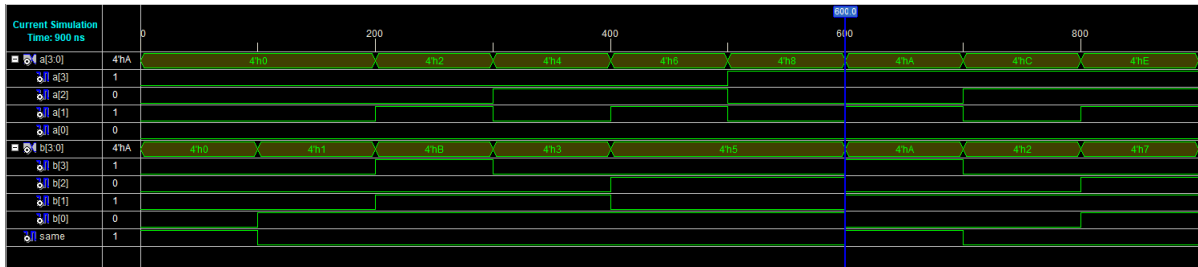 600.0
Current Simulation
Time: 900 ns
0 200 400 600 800
a[3:0] 4'hA 4'h0 4'h2 4'h4 4'h6 4'h8 4'hA 4'hC 4'hE
a[3] 1
a[2] 0
a[1] 1
a[0] 0
b[3:0] 4'hA 4'h0 4'h1 4'hB 4'h3 4'h5 4'hA 4'h2 4'h7
b[3] 1
b[2] 0
b[1] 1
b[0] 0
same 1